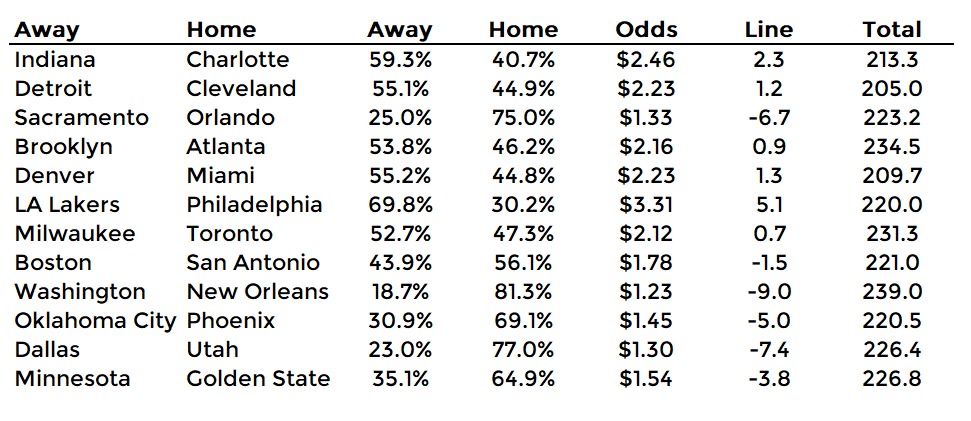 Away Home Away Home Odds Line Total
Indiana Charlotte 59.3% 40.7% $2.46 2.3 213.3
Detroit Cleveland 55.1% 44.9% $2.23 1.2 205.0
Sacramento Orlando 25.0% 75.0% $1.33 -6.7 223.2
Brooklyn Atlanta 53.8% 46.2% $2.16 0.9 234.5
Denver Miami 55.2% 44.8% $2.23 1.3 209.7
LA Lakers Philadelphia 69.8% 30.2% $3.31 5.1 220.0
Milwaukee Toronto 52.7% 47.3% $2.12 0.7 231.3
Boston San Antonio 43.9% 56.1% $1.78 -1.5 221.0
Washington New Orleans 18.7% 81.3% $1.23 -9.0 239.0
Oklahoma City Phoenix 30.9% 69.1% $1.45 -5.0 220.5
Dallas Utah 23.0% 77.0% $1.30 -7.4 226.4
Minnesota Golden State 35.1% 64.9% $1.54 -3.8 226.8